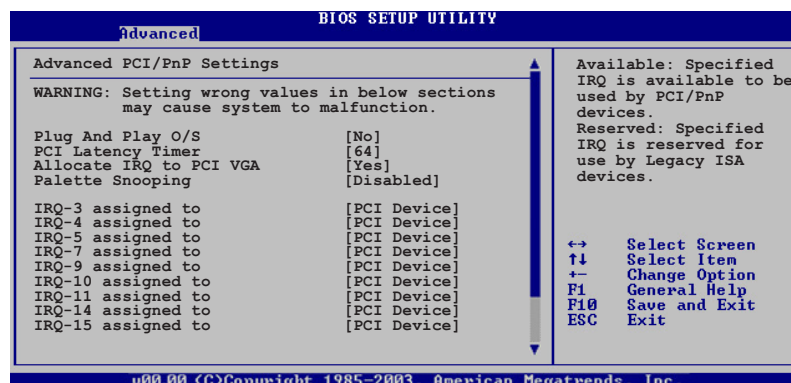 BIOS SETUP UTILITY
Advanced
Advanced PCI/PnP Settings
WARNING: Setting wrong values in below sections
may cause system to malfunction.
Plug And Play O/S [No]
PCI Latency Timer [64]
Allocate IRQ to PCI VGA [Yes]
Palette Snooping [Disabled]
IRQ-3 assigned to [PCI Device]
IRQ-4 assigned to [PCI Device]
IRQ-5 assigned to [PCI Device]
IRQ-7 assigned to [PCI Device]
IRQ-9 assigned to [PCI Device]
IRQ-10 assigned to [PCI Device]
IRQ-11 assigned to [PCI Device]
IRQ-14 assigned to [PCI Device]
IRQ-15 assigned to [PCI Device]
Available: Specified
IRQ is available to be
used by PCI/PnP
devices.
Reserved: Specified
IRQ is reserved for
use by Legacy ISA
devices.
↔ Select Screen
↑↓ Select Item
+- Change Option
F1 General Help
F10 Save and Exit
ESC Exit
v00.00 (C)Copyright 1985-2003, American Megatrends, Inc.